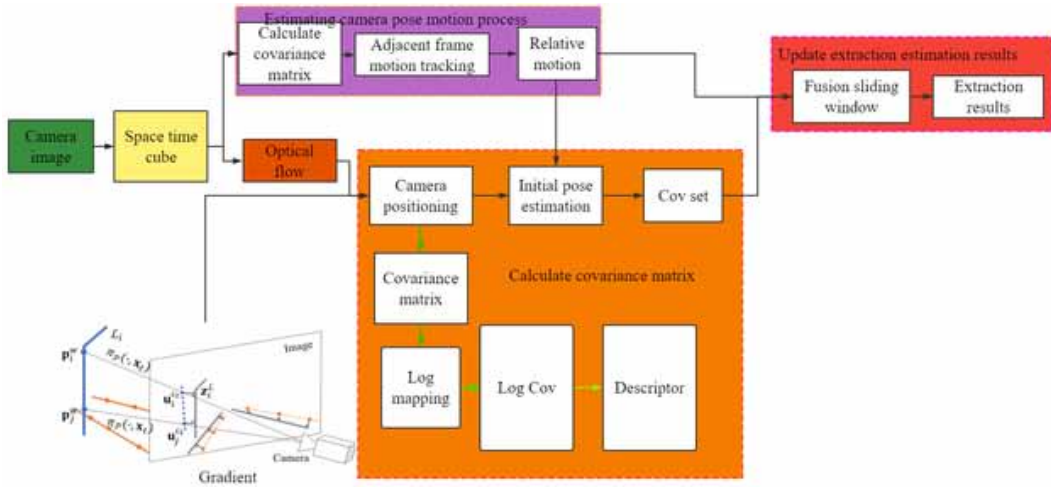 Estimating camera pose motion process
Calculate
covariance
matrix
Adjacent frame
motion tracking
Relative
motion
Update extraction estimation results
Fusion sliding
window
Extraction
results
Camera
image
Space time
cube
Optical
flow
Camera
positioning
Initial pose
estimation
Cov set
Covariance
matrix
Calculate covariance matrix
Log
mapping
Log Cov
Descriptor
L_i
Image
Camera
Gradient